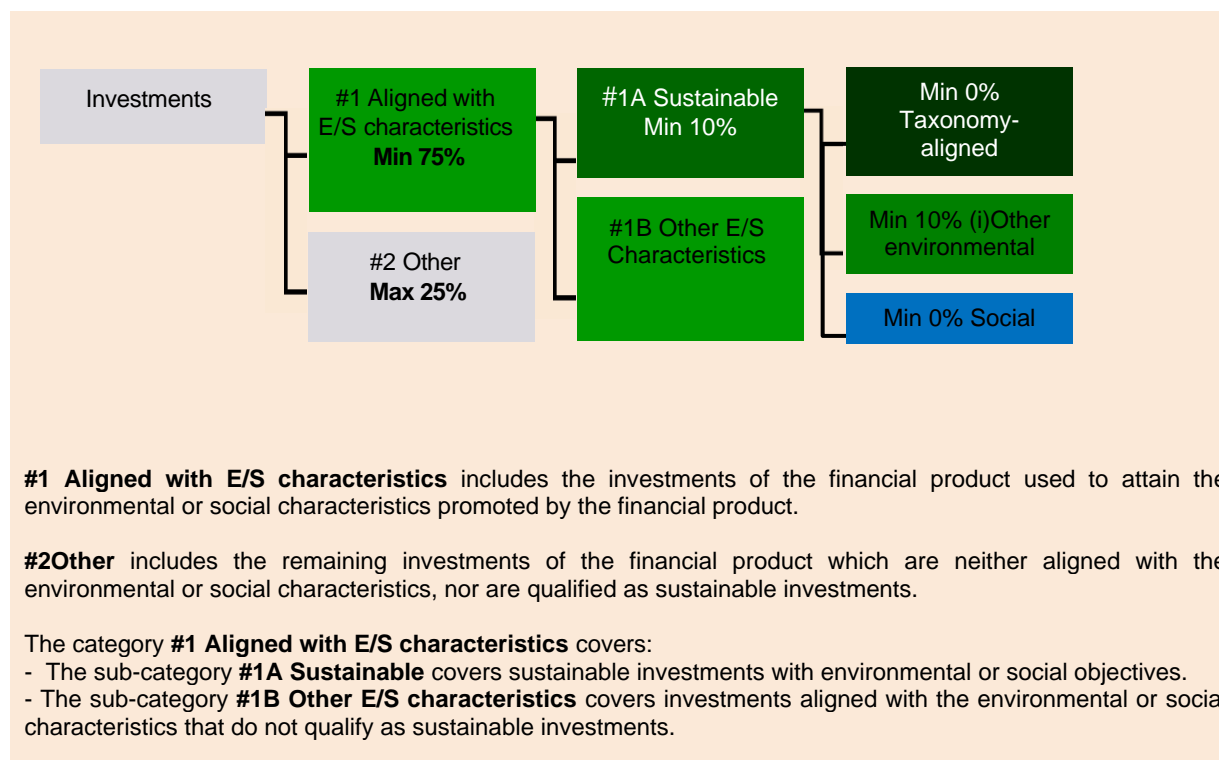 Investments
#1 Aligned with
E/S characteristics
Min 75%
#2 Other
Max 25%
#1A Sustainable
Min 10%
#1B Other E/S
Characteristics
Min 0%
Taxonomy-
aligned
Min 10% (i)Other
environmental
Min 0% Social
#1 Aligned with E/S characteristics includes the investments of the financial product used to attain the
environmental or social characteristics promoted by the financial product.
#2Other includes the remaining investments of the financial product which are neither aligned with the
environmental or social characteristics, nor are qualified as sustainable investments.
The category #1 Aligned with E/S characteristics covers:
- The sub-category #1A Sustainable covers sustainable investments with environmental or social objectives.
- The sub-category #1B Other E/S characteristics covers investments aligned with the environmental or social
characteristics that do not qualify as sustainable investments.